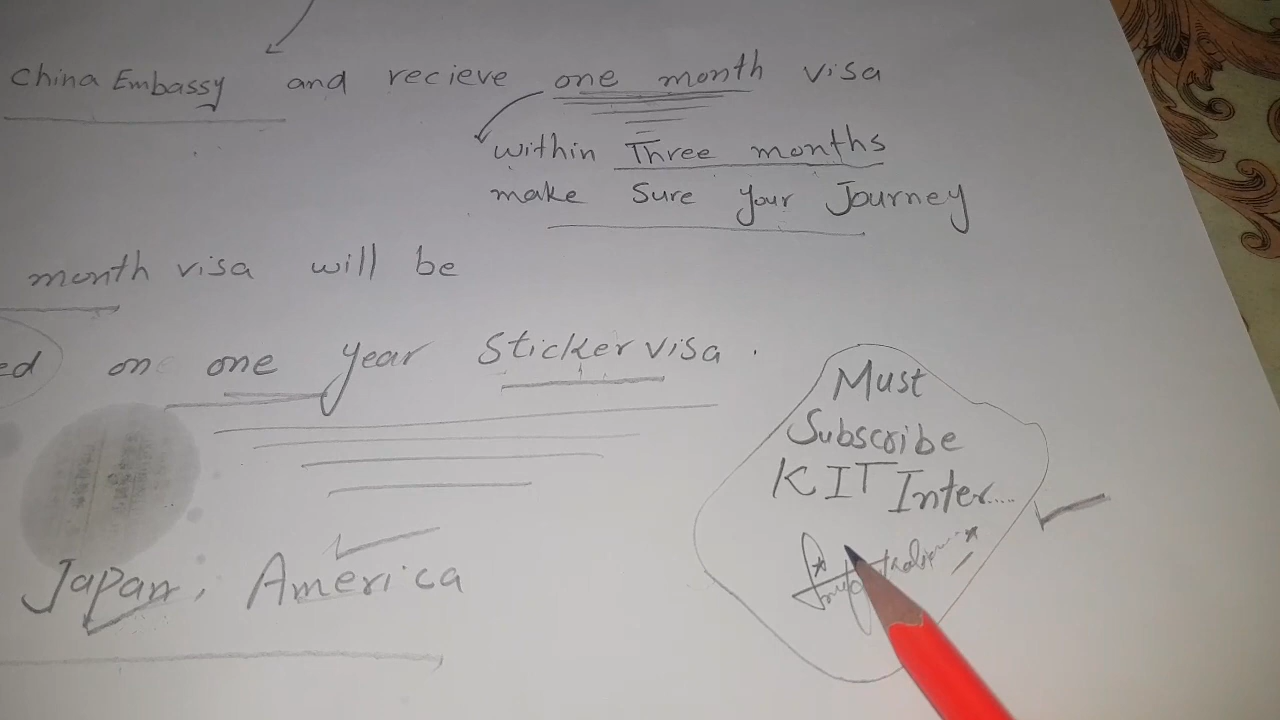 China Embassy and recieve one month visa
within Three months
make Sure your Journey
month visa will be
ed on one year Sticker visa.
Must
Subscribe
KIT Inter.....
Japan, America